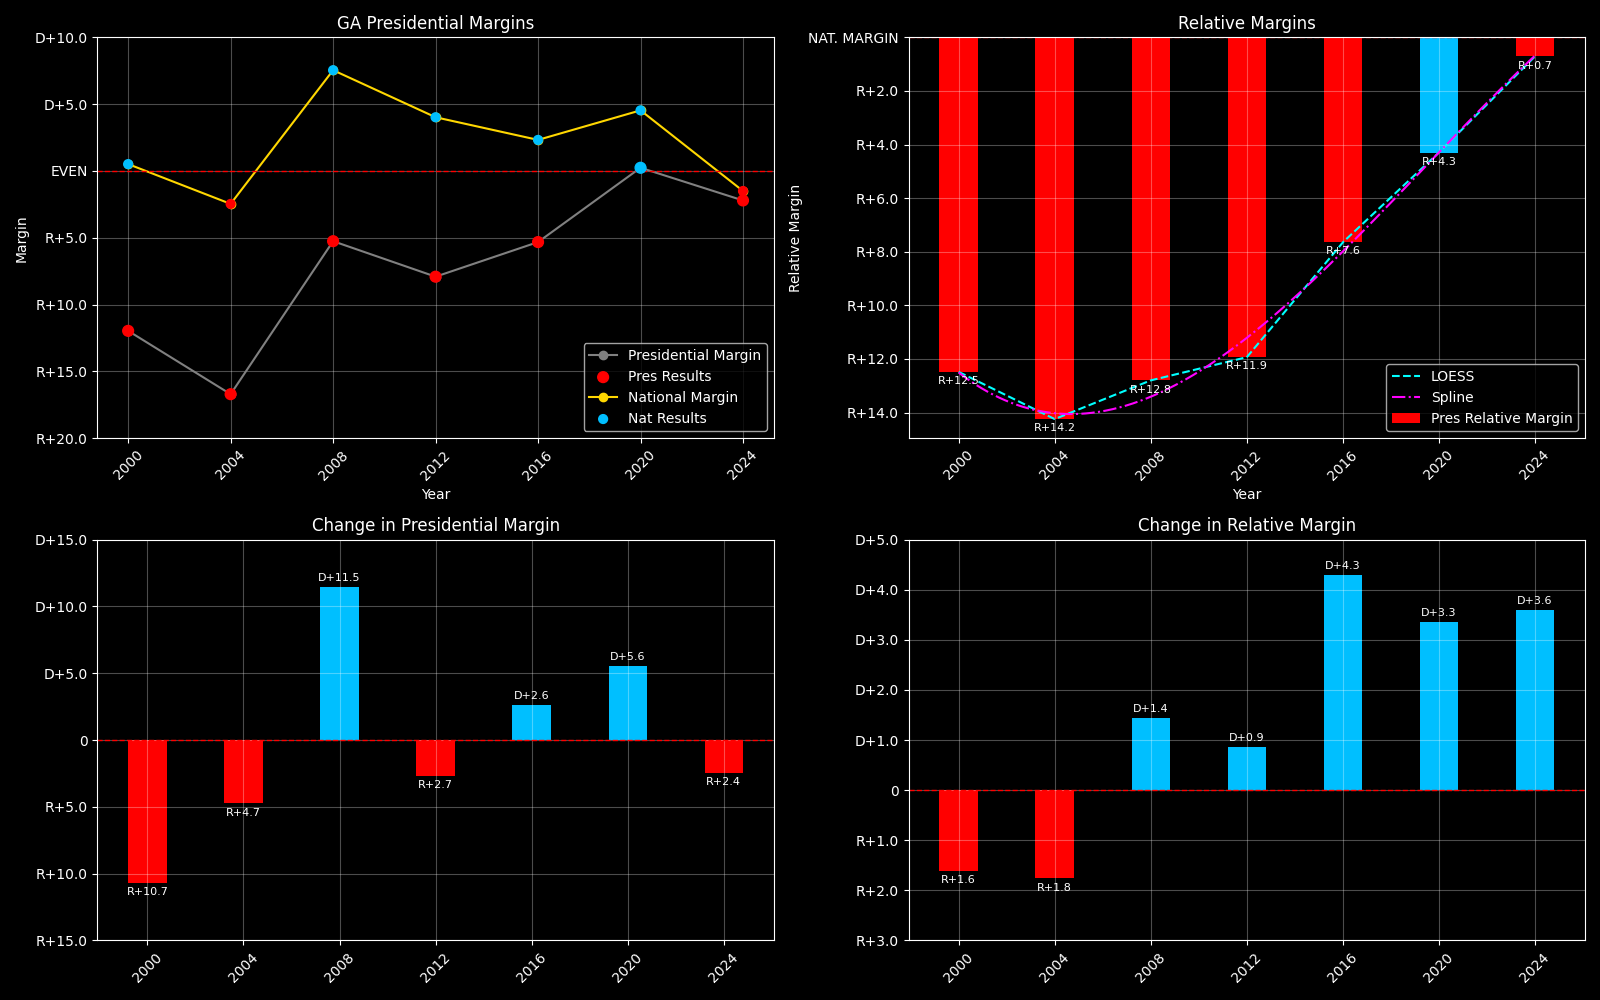 GA Presidential Margins
D+10.0
D+5.0
EVEN
R+5.0
R+10.0
R+15.0
R+20.0
Margin
2000
2004
2008
2012
2016
2020
2024
Year
Presidential Margin
Pres Results
National Margin
Nat Results
Relative Margins
NAT. MARGIN
R+2.0
R+4.0
R+6.0
R+8.0
R+10.0
R+12.0
R+14.0
Relative Margin
R+12.5
R+14.2
R+12.8
R+11.9
R+7.6
R+4.3
R+0.7
2000
2004
2008
2012
2016
2020
2024
Year
LOESS
Spline
Pres Relative Margin
Change in Presidential Margin
D+15.0
D+10.0
D+5.0
0
R+5.0
R+10.0
R+15.0
R+10.7
R+4.7
D+11.5
R+2.7
D+2.6
D+5.6
R+2.4
2000
2004
2008
2012
2016
2020
2024
Change in Relative Margin
D+5.0
D+4.0
D+3.0
D+2.0
D+1.0
0
R+1.0
R+2.0
R+3.0
R+1.6
R+1.8
D+1.4
D+0.9
D+4.3
D+3.3
D+3.6
2000
2004
2008
2012
2016
2020
2024